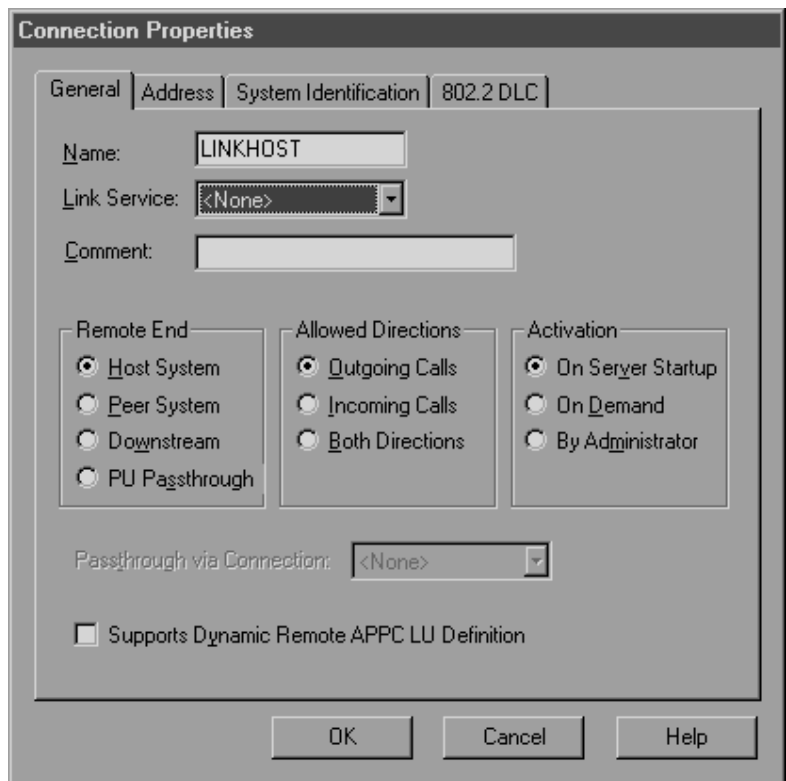 Connection Properties
General Address System Identification 802.2 DLC
Name: LINKHOST
Link Service: <None>
Comment:
Remote End
Host System
Peer System
Downstream
PU Passthrough
Allowed Directions
Outgoing Calls
Incoming Calls
Both Directions
Activation
On Server Startup
On Demand
By Administrator
Passthrough via Connection: <None>
Supports Dynamic Remote APPC LU Definition
OK Cancel Help